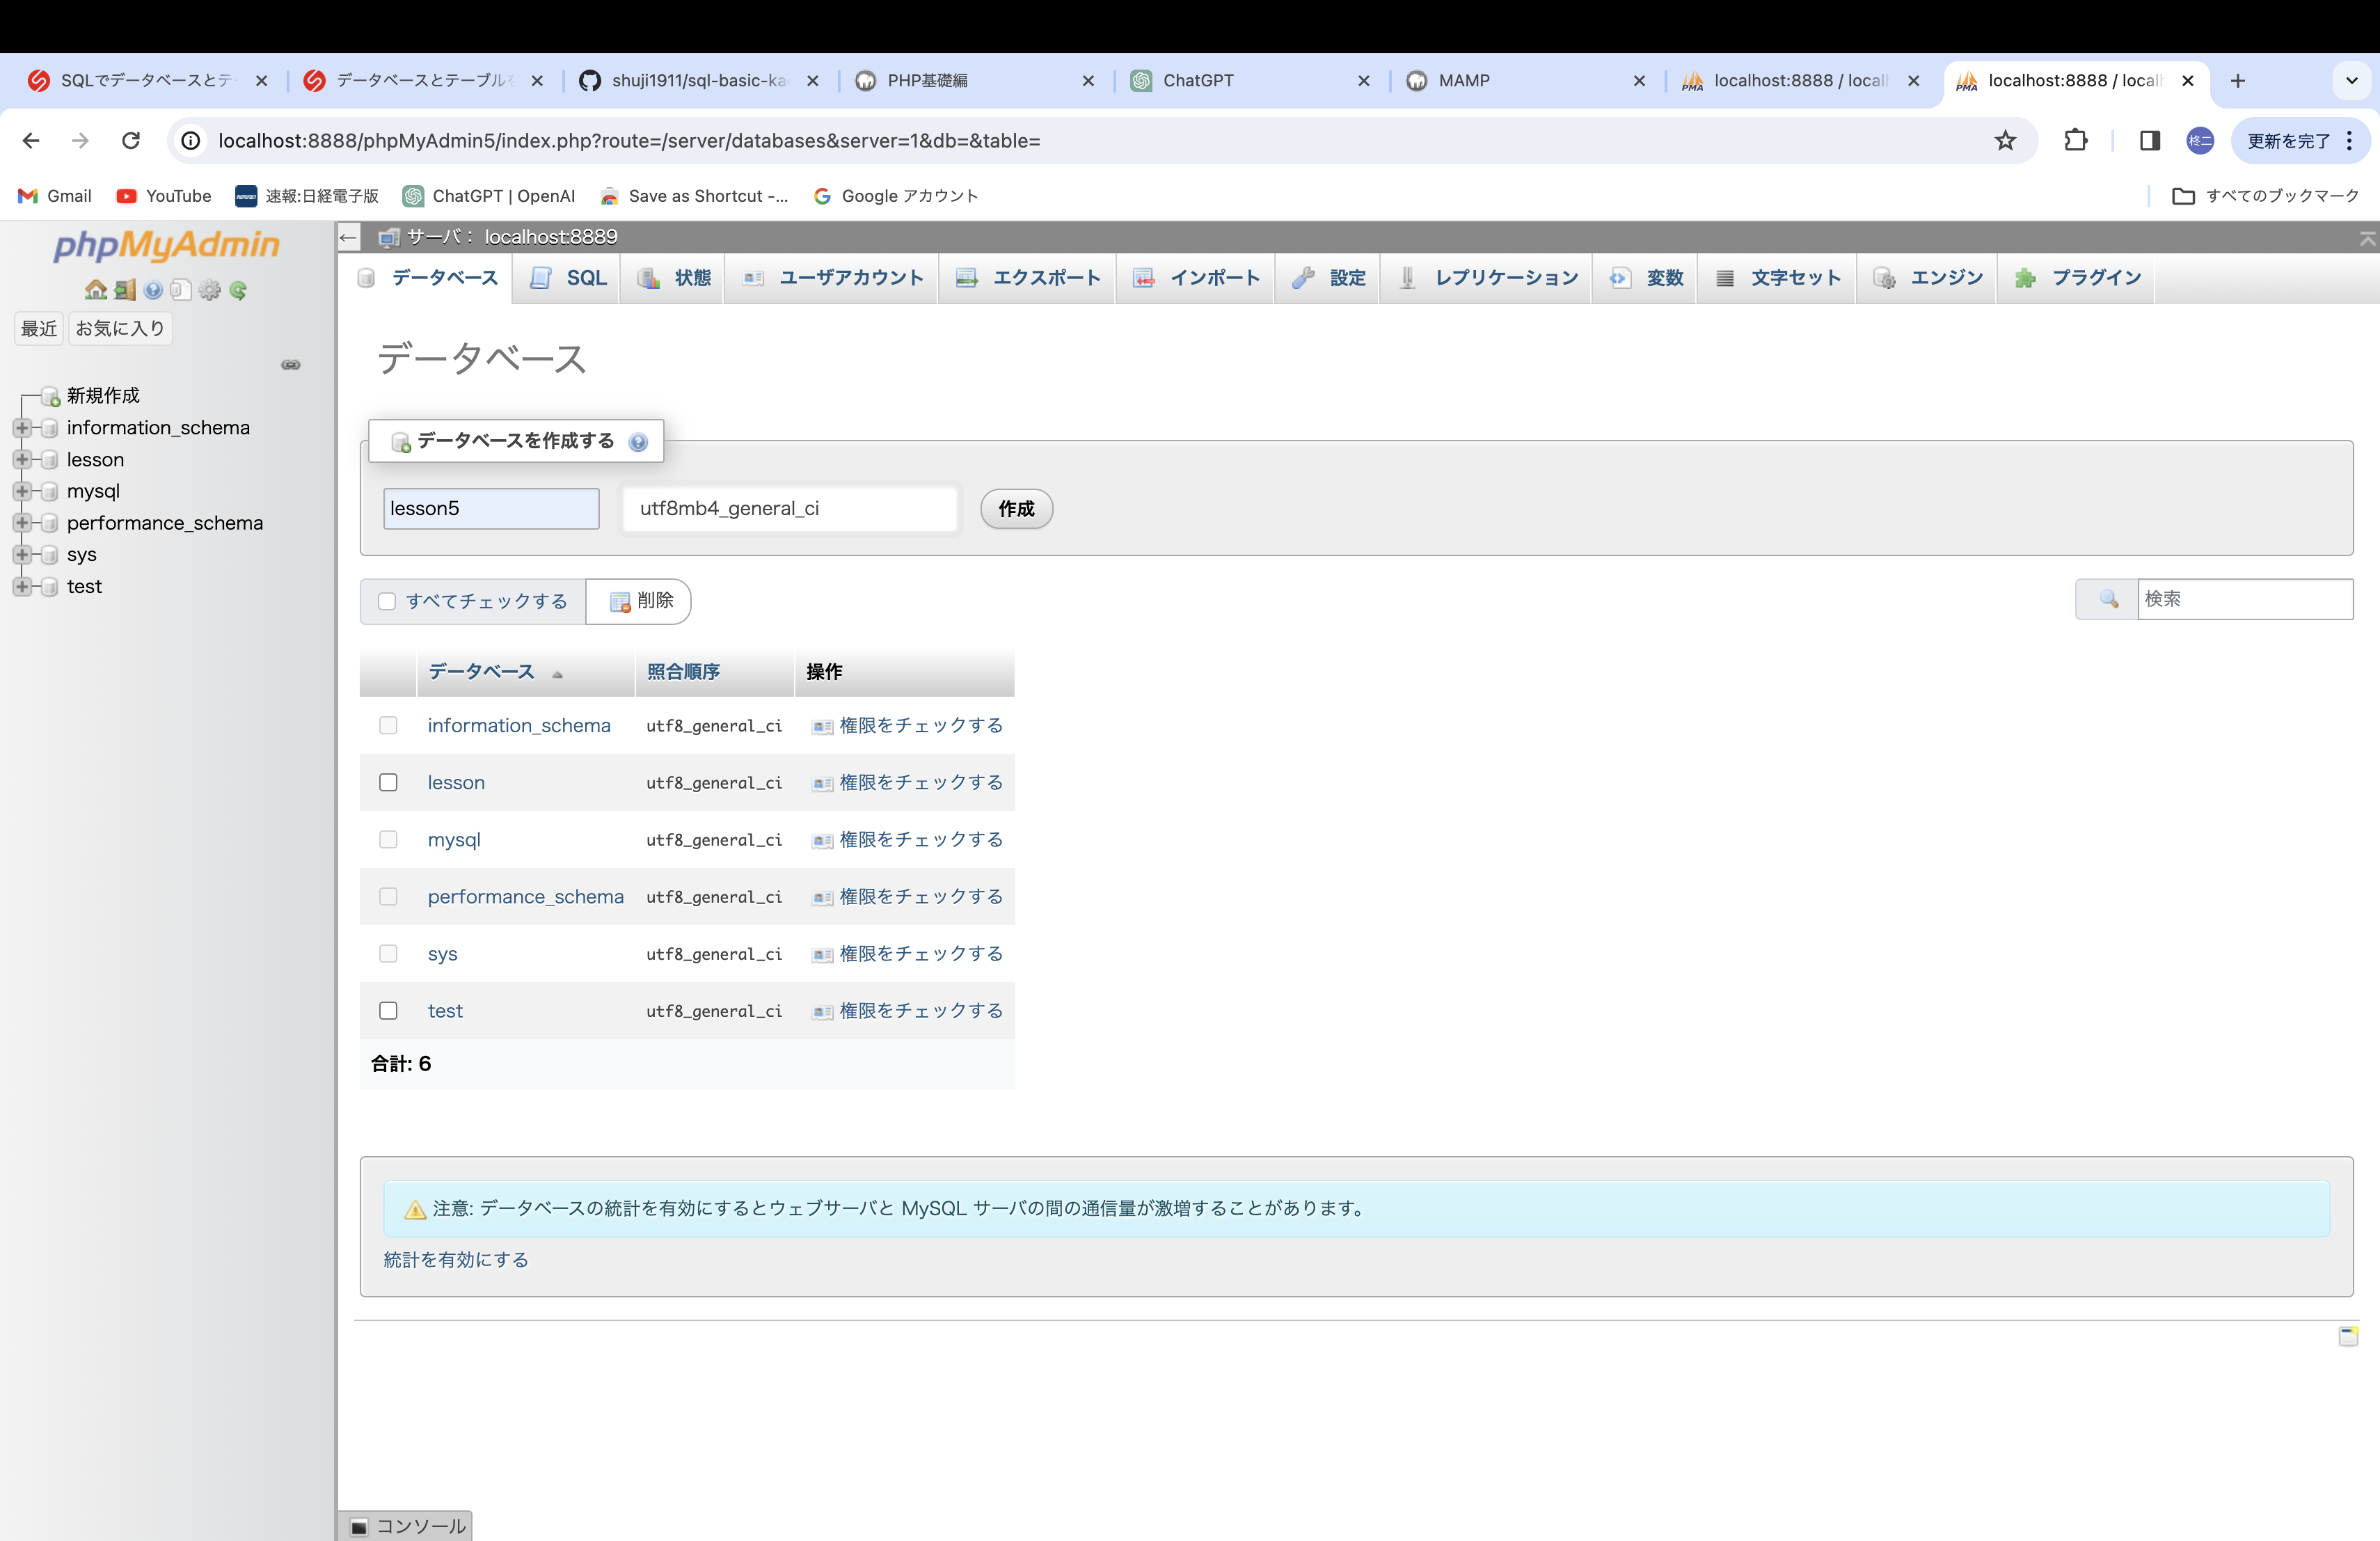 SQLでデータベースとテ
データベースとテーブルを
shuji1911/sql-basic-ka
PHP基礎編
ChatGPT
MAMP
localhost:8888 / local
localhost:8888 / local
localhost:8888/phpMyAdmin5/index.php?route=/server/databases&server=1&db=&table=
柊二
更新を完了
Gmail
YouTube
速報:日経電子版
ChatGPT | OpenAI
Save as Shortcut -...
Google アカウント
すべてのブックマーク
phpMyAdmin
最近
お気に入り
新規作成
information_schema
lesson
mysql
performance_schema
sys
test
サーバ: localhost:8889
データベース
SQL
状態
ユーザアカウント
エクスポート
インポート
設定
レプリケーション
変数
文字セット
エンジン
プラグイン
データベース
データベースを作成する
lesson5
utf8mb4_general_ci
作成
すべてチェックする
削除
検索
データベース 照合順序 操作
information_schema utf8_general_ci 権限をチェックする
lesson utf8_general_ci 権限をチェックする
mysql utf8_general_ci 権限をチェックする
performance_schema utf8_general_ci 権限をチェックする
sys utf8_general_ci 権限をチェックする
test utf8_general_ci 権限をチェックする
合計: 6
注意: データベースの統計を有効にするとウェブサーバと MySQL サーバの間の通信量が激増することがあります。
統計を有効にする
コンソール